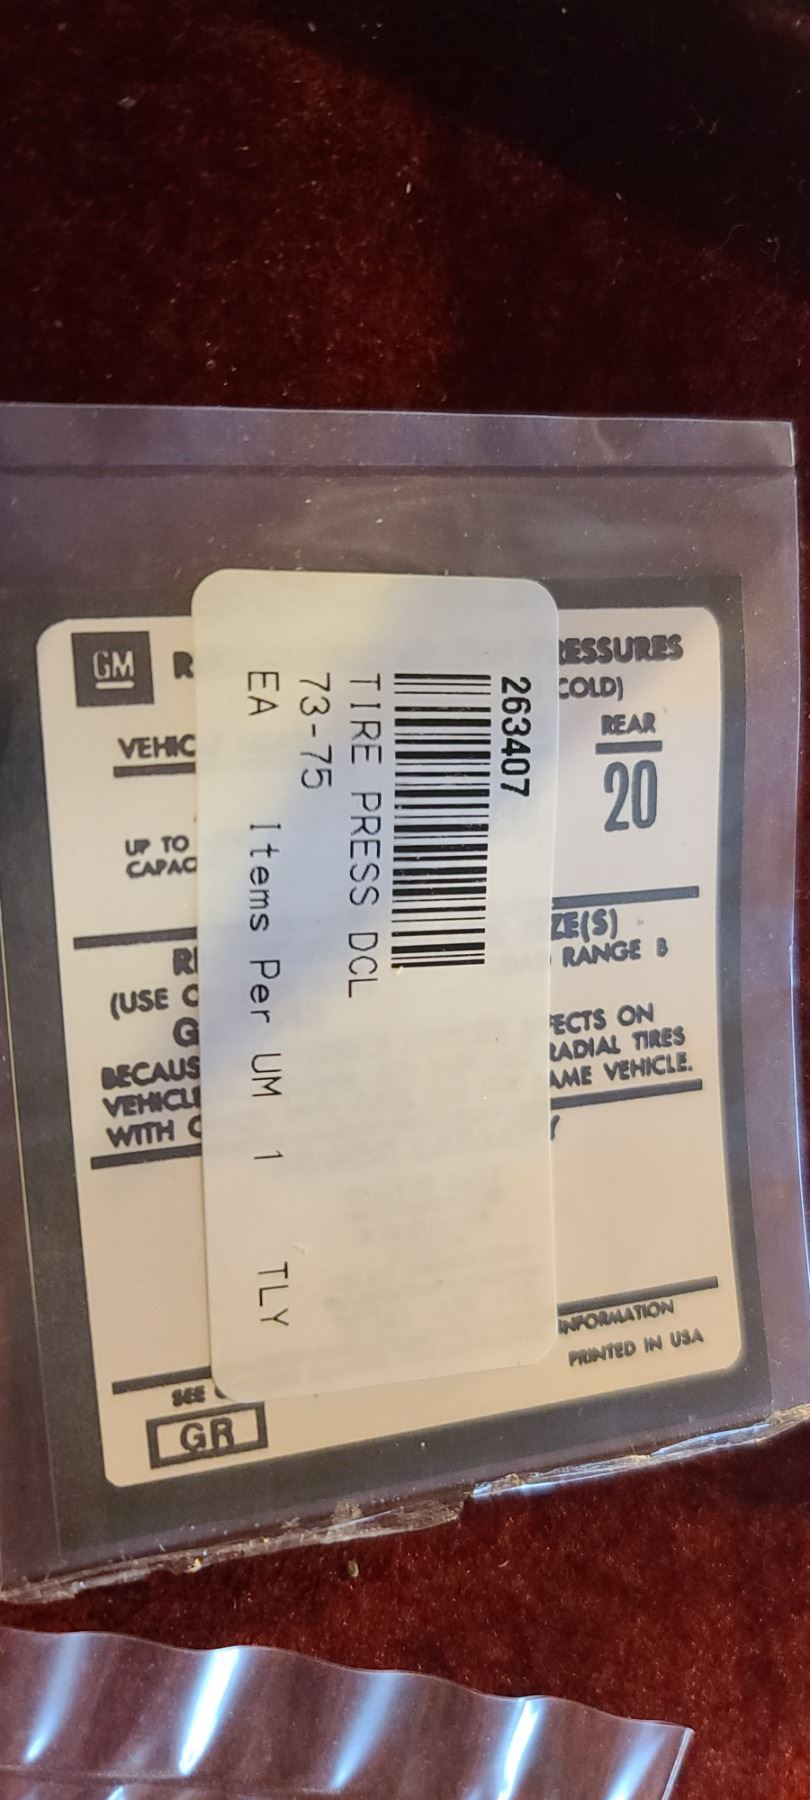 263407
TIRE PRESS DCL
73-75
EA Items Per UM 1 TLY
GM R
RESSURES
COLD)
VEHIC
REAR
20
UP TO
CAPAC
ZE(S)
RANGE B
(USE
G
BECAUS
VEHICL
WITH
FECTS ON
RADIAL TIRES
AME VEHICLE.
Y
SEE
INFORMATION
PRINTED IN USA
GR